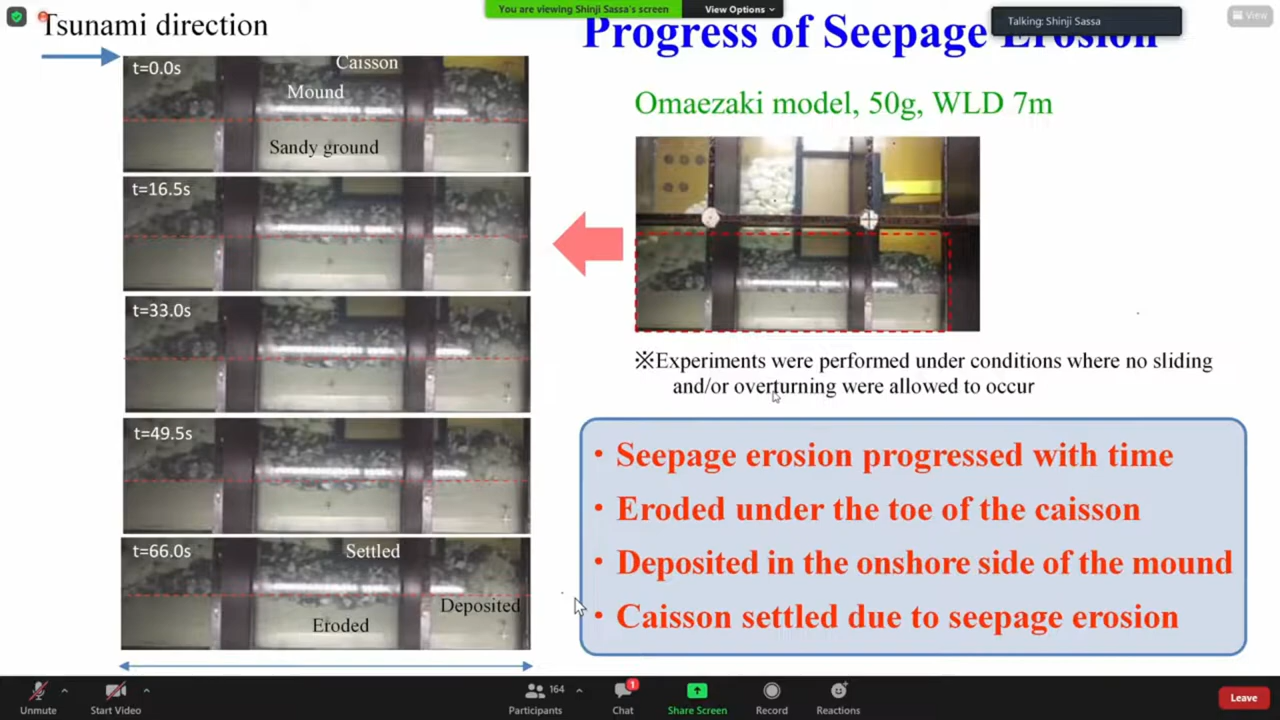 You are viewing Shinji Sassa's screen
View Options
Talking: Shinji Sassa
View
Tsunami direction
Progress of Seepage Erosion
t=0.0s
Caisson
Mound
Sandy ground
t=16.5s
t=33.0s
t=49.5s
t=66.0s
Settled
Deposited
Eroded
Omaezaki model, 50g, WLD 7m
※Experiments were performed under conditions where no sliding
and/or overturning were allowed to occur
• Seepage erosion progressed with time
• Eroded under the toe of the caisson
• Deposited in the onshore side of the mound
• Caisson settled due to seepage erosion
Unmute
Start Video
164
Participants
1
Chat
Share Screen
Record
Reactions
Leave